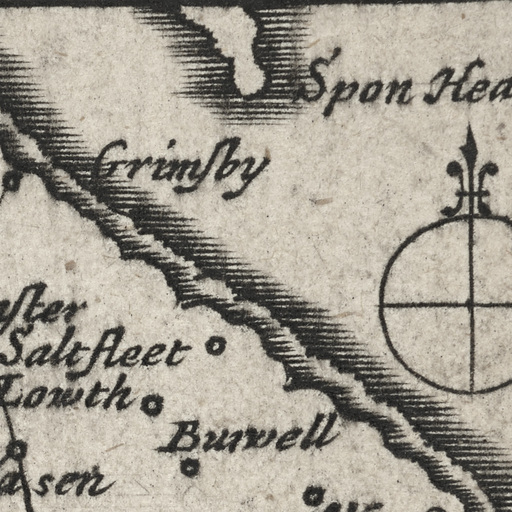 Spon Hea
Grimſby
ſter
Saltfleet
Lowth
Burwell
asen